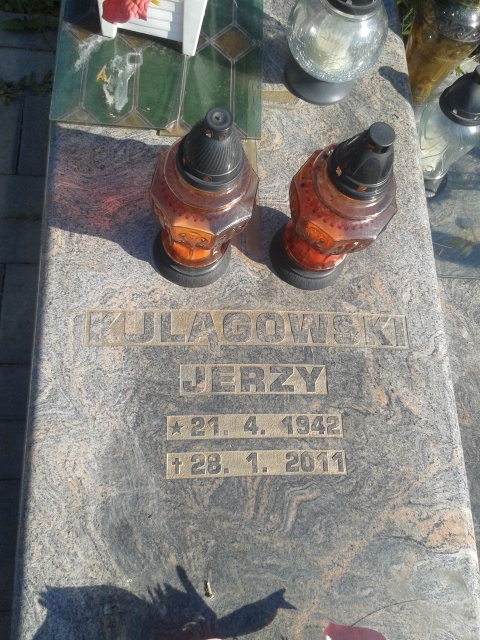 KULĄGOWSKI
JERZY
★ 21. 4. 1942
✝ 28. 1. 2011